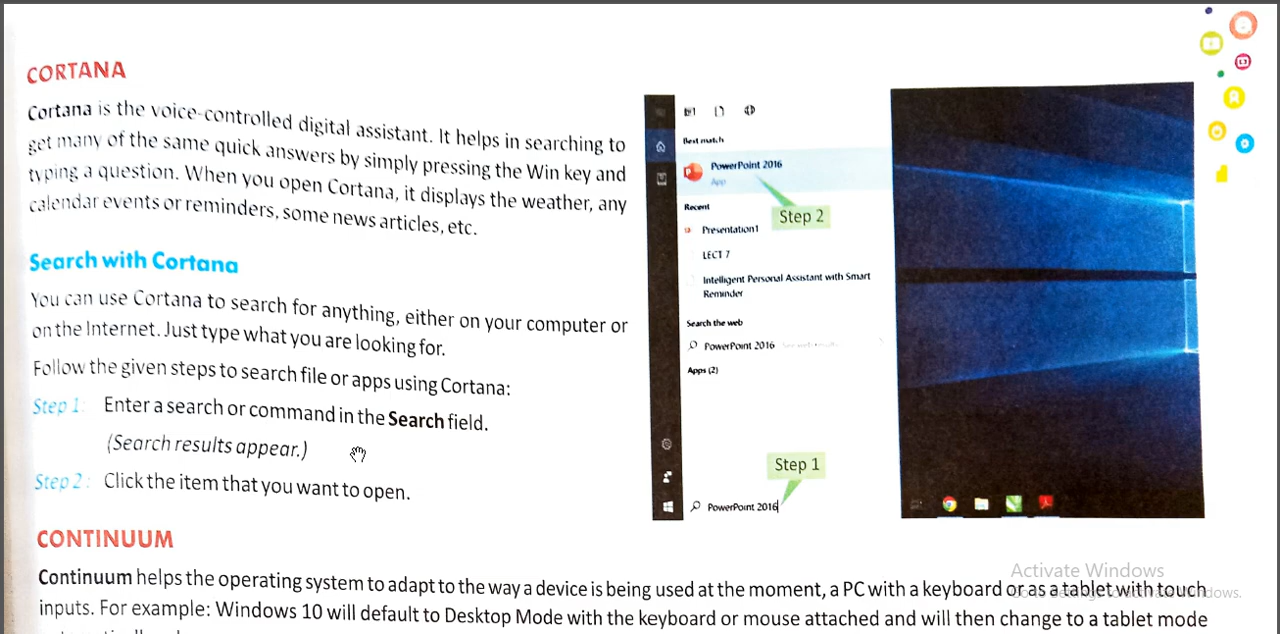 CORTANA
Cortana is the voice-controlled digital assistant. It helps in searching to
get many of the same quick answers by simply pressing the Win key and
typing a question. When you open Cortana, it displays the weather, any
calendar events or reminders, some news articles, etc.
Search with Cortana
You can use Cortana to search for anything, either on your computer or
on the Internet. Just type what you are looking for.
Follow the given steps to search file or apps using Cortana:
Step 1: Enter a search or command in the Search field.
(Search results appear.)
Step 2: Click the item that you want to open.
Best match
PowerPoint 2016
App
Step 2
Recent
Presentation1
LECT 7
Intelligent Personal Assistant with Smart
Reminder
Search the web
PowerPoint 2016 See web results
Apps (2)
Step 1
PowerPoint 2016
CONTINUUM
Continuum helps the operating system to adapt to the way a device is being used at the moment, a PC with a keyboard or as a tablet with touch
inputs. For example: Windows 10 will default to Desktop Mode with the keyboard or mouse attached and will then change to a tablet mode
Activate Windows
Go to Settings to activate Windows.